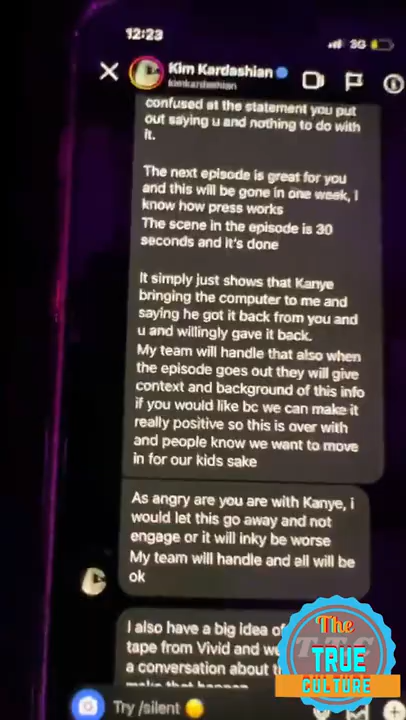 12:23
3G
Kim Kardashian
kimkardashian
confused at the statement you put
out saying u and nothing to do with
it.
The next episode is great for you
and this will be gone in one week, I
know how press works
The scene in the episode is 30
seconds and it's done
It simply just shows that Kanye
bringing the computer to me and
saying he got it back from you and
u and willingly gave it back.
My team will handle that also when
the episode goes out they will give
context and background of this info
if you would like bc we can make it
really positive so this is over with
and people know we want to move
in for our kids sake
As angry are you are with Kanye, i
would let this go away and not
engage or it will inky be worse
My team will handle and all will be
ok
I also have a big idea of
tape from Vivid and we
a conversation about
make that happen
Try /silent
The
TTC
TRUE
CULTURE